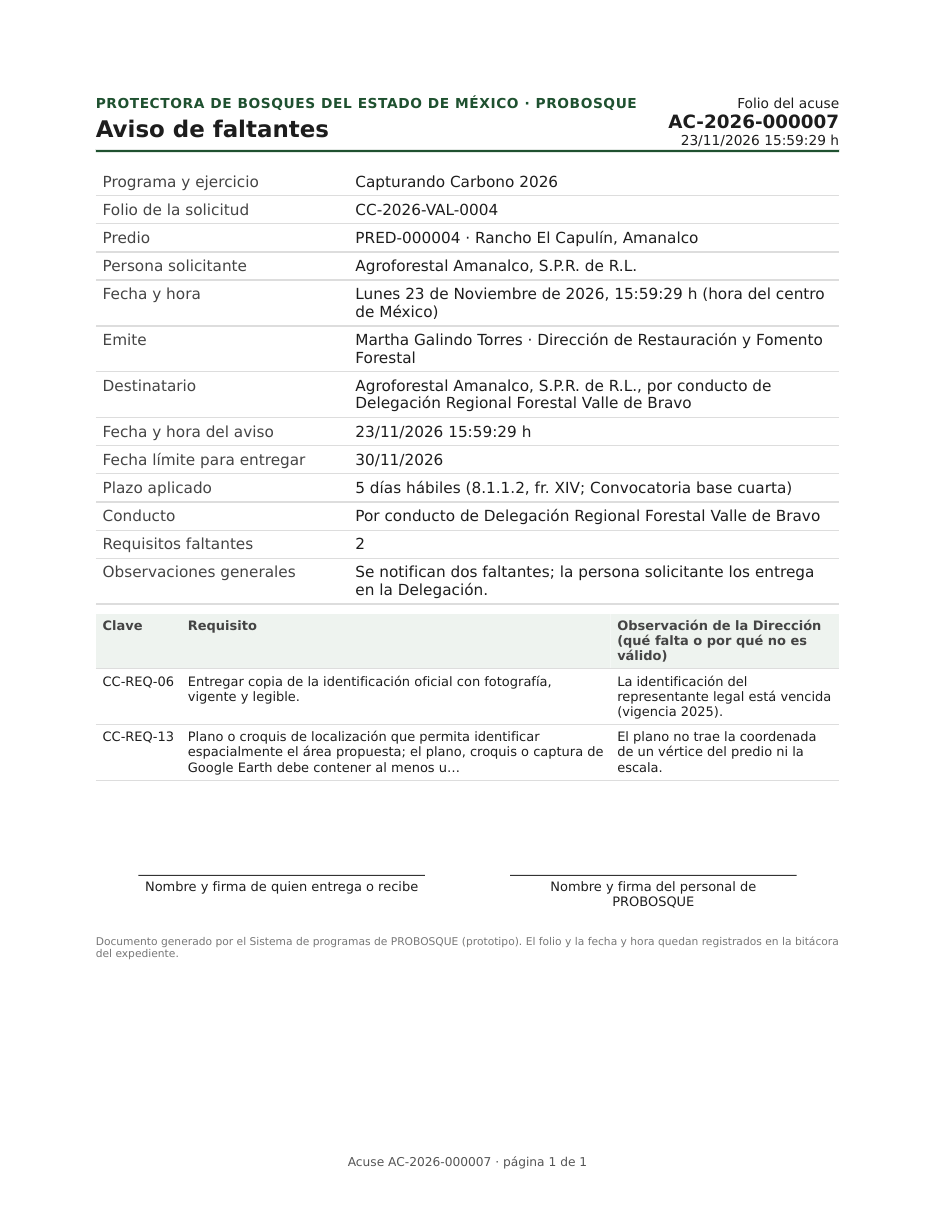 PROTECTORA DE BOSQUES DEL ESTADO DE MÉXICO · PROBOSQUE
Aviso de faltantes
Folio del acuse
AC-2026-000007
23/11/2026 15:59:29 h
Programa y ejercicio Capturando Carbono 2026
Folio de la solicitud CC-2026-VAL-0004
Predio PRED-000004 · Rancho El Capulín, Amanalco
Persona solicitante Agroforestal Amanalco, S.P.R. de R.L.
Fecha y hora Lunes 23 de Noviembre de 2026, 15:59:29 h (hora del centro
de México)
Emite Martha Galindo Torres · Dirección de Restauración y Fomento
Forestal
Destinatario Agroforestal Amanalco, S.P.R. de R.L., por conducto de
Delegación Regional Forestal Valle de Bravo
Fecha y hora del aviso 23/11/2026 15:59:29 h
Fecha límite para entregar 30/11/2026
Plazo aplicado 5 días hábiles (8.1.1.2, fr. XIV; Convocatoria base cuarta)
Conducto Por conducto de Delegación Regional Forestal Valle de Bravo
Requisitos faltantes 2
Observaciones generales Se notifican dos faltantes; la persona solicitante los entrega
en la Delegación.
Clave Requisito Observación de la Dirección
(qué falta o por qué no es
válido)
CC-REQ-06 Entregar copia de la identificación oficial con fotografía, La identificación del
vigente y legible. representante legal está vencida
(vigencia 2025).
CC-REQ-13 Plano o croquis de localización que permita identificar El plano no trae la coordenada
espacialmente el área propuesta; el plano, croquis o captura de de un vértice del predio ni la
Google Earth debe contener al menos u… escala.
Nombre y firma de quien entrega o recibe
Nombre y firma del personal de
PROBOSQUE
Documento generado por el Sistema de programas de PROBOSQUE (prototipo). El folio y la fecha y hora quedan registrados en la bitácora
del expediente.
Acuse AC-2026-000007 · página 1 de 1